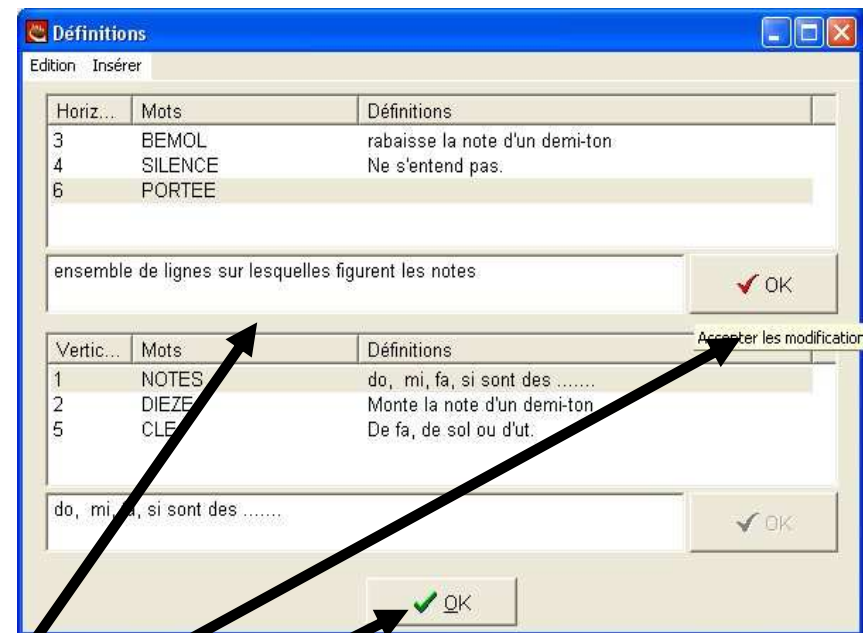 Définitions
Edition Insérer
Horiz... Mots Définitions
3 BEMOL rabaisse la note d'un demi-ton
4 SILENCE Ne s'entend pas.
6 PORTEE
ensemble de lignes sur lesquelles figurent les notes
OK
Accepter les modification
Vertic... Mots Définitions
1 NOTES do, mi, fa, si sont des .......
2 DIEZE Monte la note d'un demi-ton
5 CLE De fa, de sol ou d'ut.
do, mi, fa, si sont des .......
OK
OK